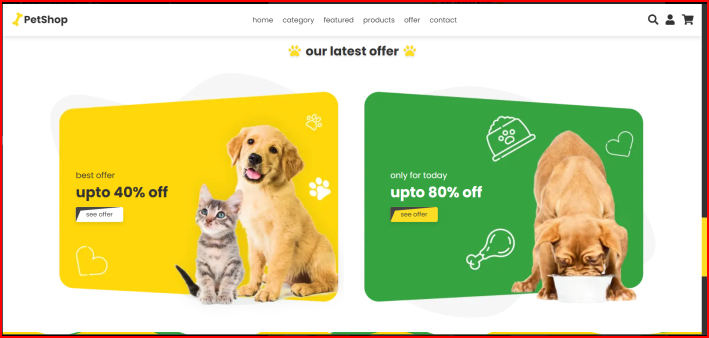 PetShop
home category featured products offer contact
our latest offer
best offer
upto 40% off
see offer
only for today
upto 80% off
see offer